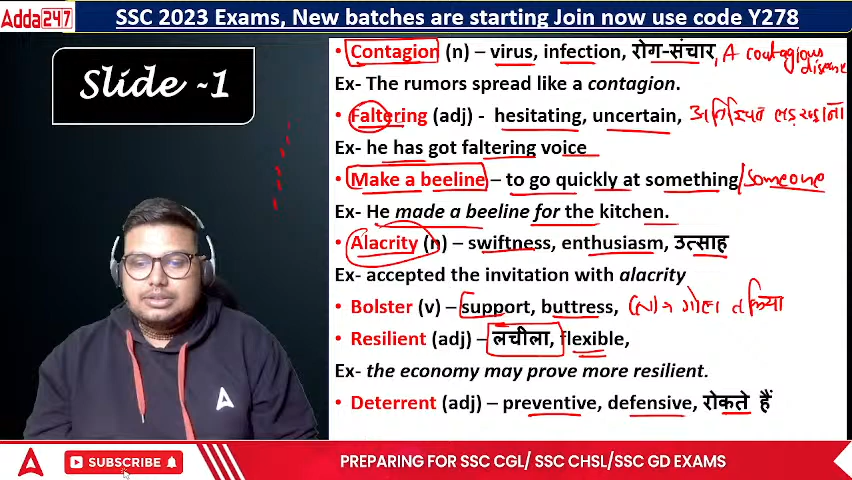 Adda247
SSC 2023 Exams, New batches are starting Join now use code Y278
Slide -1
• Contagion (n) – virus, infection, रोग-संचार, A contagious disease
Ex- The rumors spread like a contagion.
Faltering (adj) - hesitating, uncertain, अनिश्चित लड़खड़ाना
Ex- he has got faltering voice
• Make a beeline – to go quickly at something/someone
Ex- He made a beeline for the kitchen.
• Alacrity (n) – swiftness, enthusiasm, उत्साह
Ex- accepted the invitation with alacrity
• Bolster (v) – support, buttress, (N) → गोल तकिया
• Resilient (adj) – लचीला, flexible,
Ex- the economy may prove more resilient.
• Deterrent (adj) – preventive, defensive, रोकते हैं
SUBSCRIBE
PREPARING FOR SSC CGL/ SSC CHSL/SSC GD EXAMS